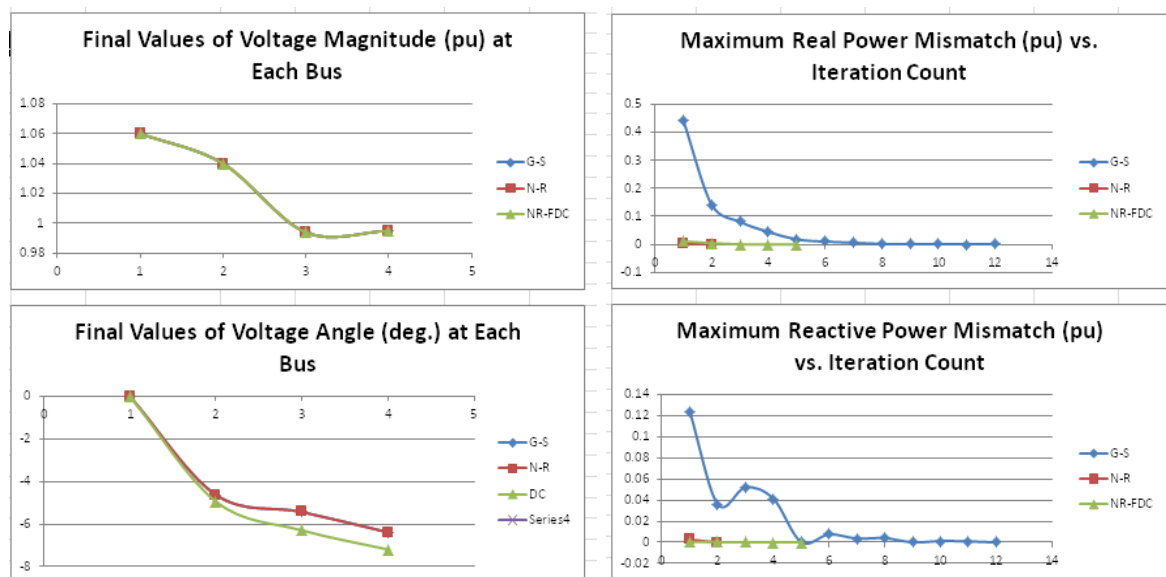 Final Values of Voltage Magnitude (pu) at
Each Bus
1.08
1.06
1.04
1.02
1
0.98
0
1
2
3
4
5
G-S
N-R
NR-FDC
Maximum Real Power Mismatch (pu) vs.
Iteration Count
0.5
0.4
0.3
0.2
0.1
0
-0.1
0
2
4
6
8
10
12
14
G-S
N-R
NR-FDC
Final Values of Voltage Angle (deg.) at Each
Bus
0
-2
-4
-6
-8
0
1
2
3
4
5
G-S
N-R
DC
Series4
Maximum Reactive Power Mismatch (pu)
vs. Iteration Count
0.14
0.12
0.1
0.08
0.06
0.04
0.02
0
-0.02
0
2
4
6
8
10
12
14
G-S
N-R
NR-FDC